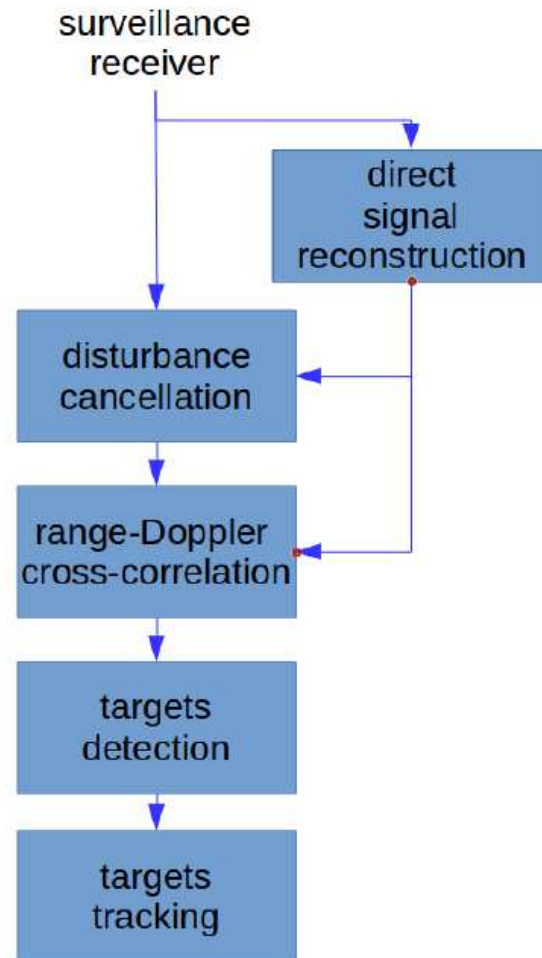 surveillance
receiver
direct
signal
reconstruction
disturbance
cancellation
range-Doppler
cross-correlation
targets
detection
targets
tracking